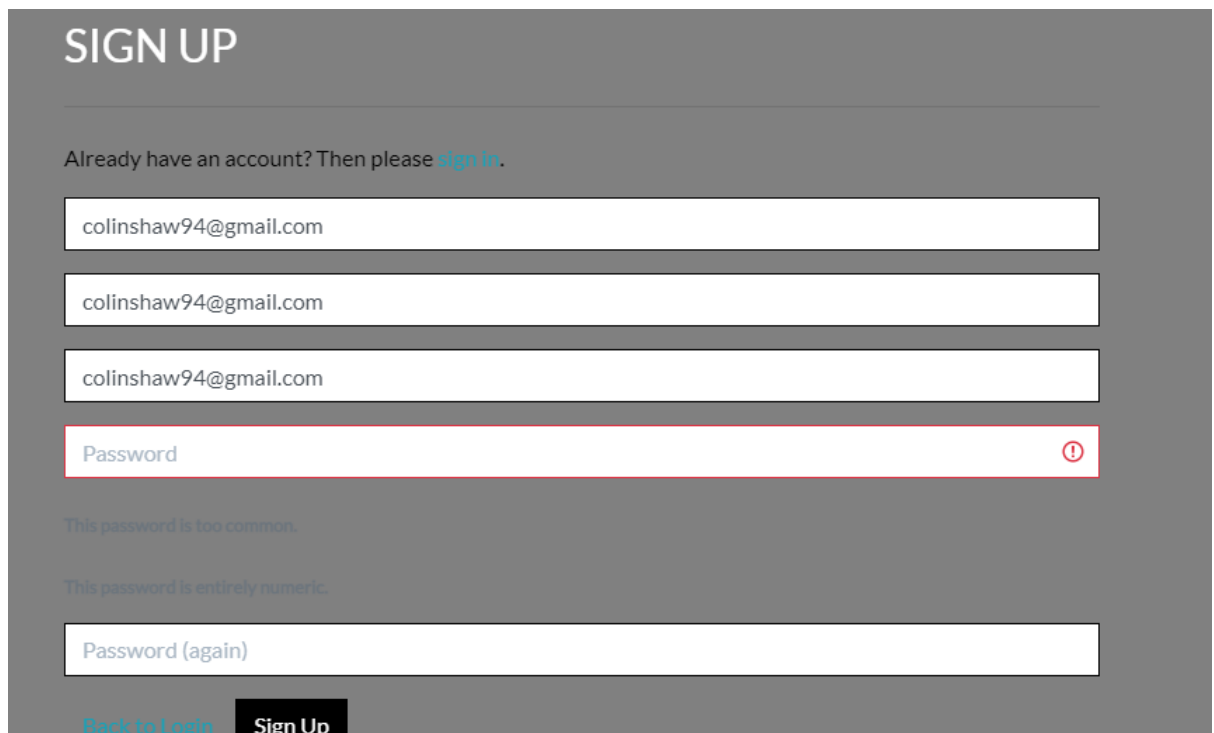 SIGN UP
Already have an account? Then please sign in.
colinshaw94@gmail.com
colinshaw94@gmail.com
colinshaw94@gmail.com
Password
This password is too common.
This password is entirely numeric.
Password (again)
Back to Login Sign Up